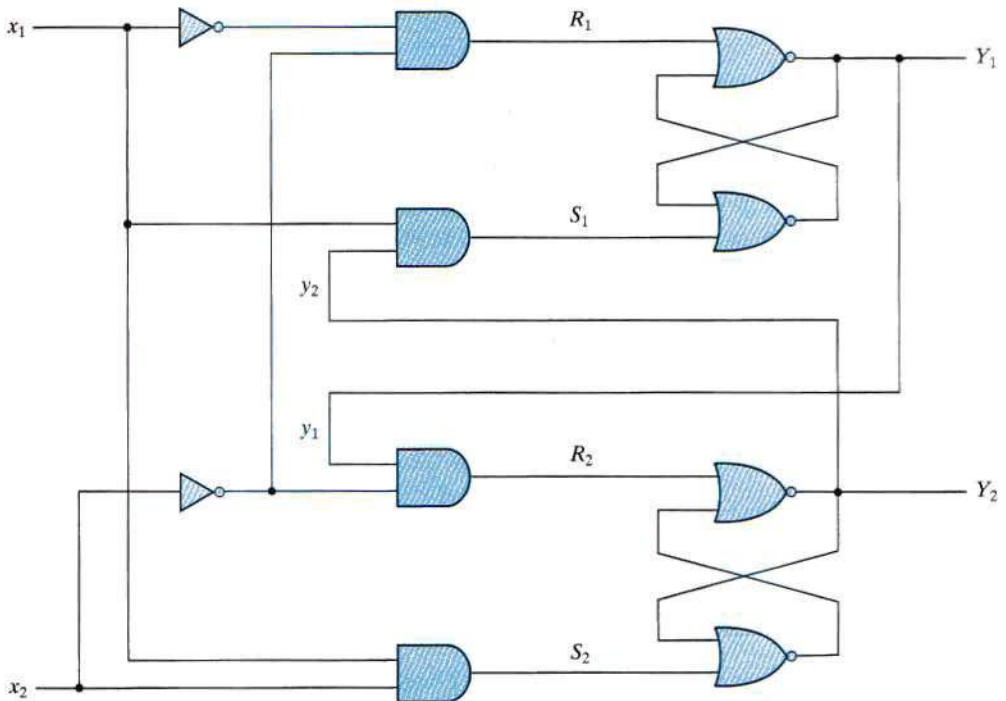 x₁
R₁
Y₁
S₁
y₂
y₁
R₂
Y₂
S₂
x₂